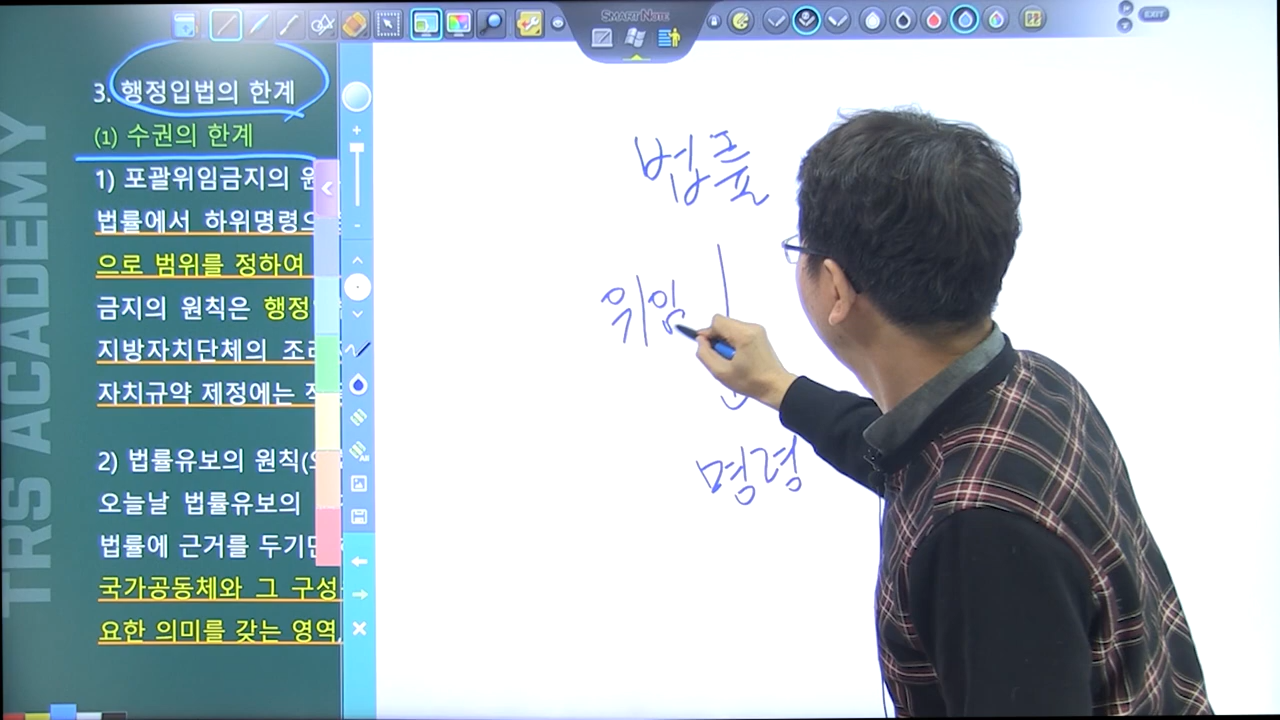 SMARTNOTE
EXIT
TRS ACADEMY
3. 행정입법의 한계
(1) 수권의 한계
1) 포괄위임금지의
법률에서 하위명령으
으로 범위를 정하여
금지의 원칙은 행정
지방자치단체의 조례
자치규약 제정에는
2) 법률유보의 원칙(
오늘날 법률유보의
법률에 근거를 두기만
국가공동체와 그 구성
요한 의미를 갖는 영역
All
법률
위임
명령